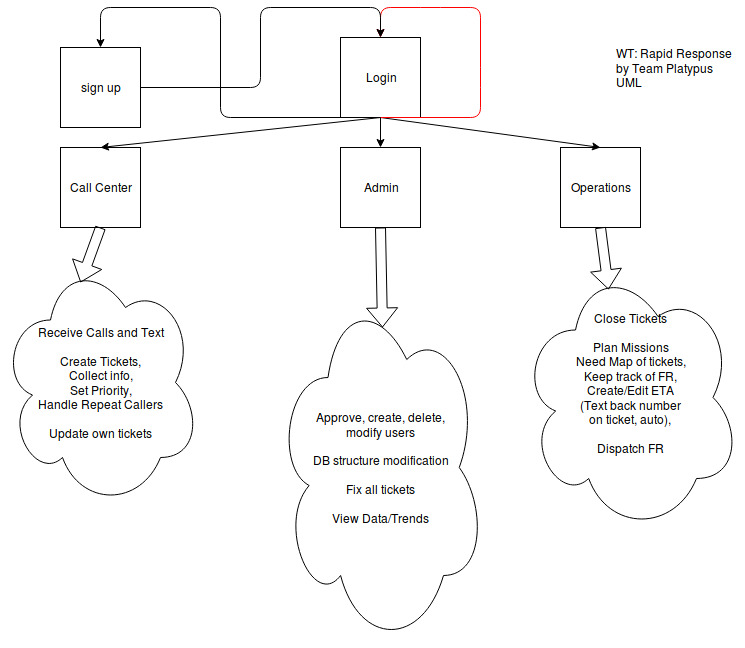 WT: Rapid Response
by Team Platypus
UML
sign up
Login
Call Center
Admin
Operations
Receive Calls and Text
Create Tickets,
Collect info,
Set Priority,
Handle Repeat Callers
Update own tickets
Approve, create, delete,
modify users
DB structure modification
Fix all tickets
View Data/Trends
Close Tickets
Plan Missions
Need Map of tickets,
Keep track of FR,
Create/Edit ETA
(Text back number
on ticket, auto),
Dispatch FR